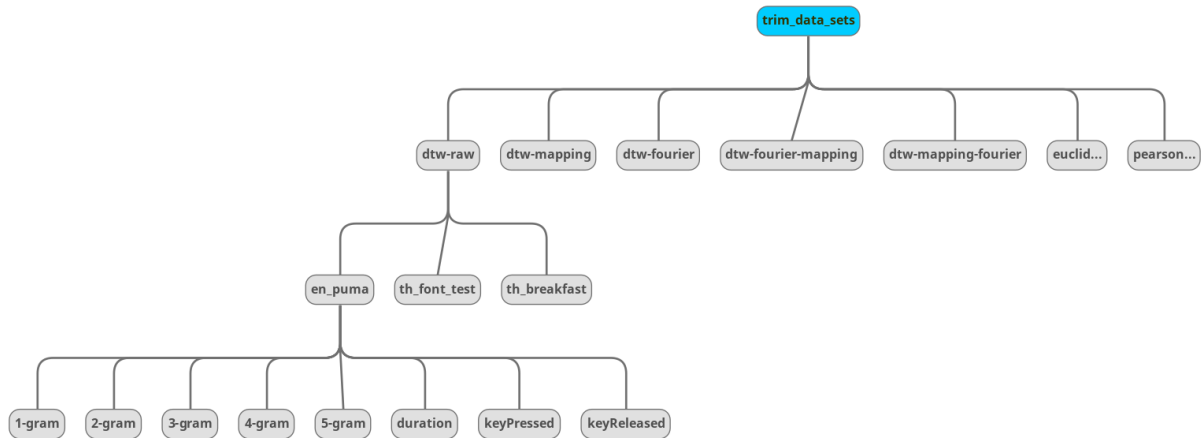 trim_data_sets
dtw-raw
dtw-mapping
dtw-fourier
dtw-fourier-mapping
dtw-mapping-fourier
euclid...
pearson...
en_puma
th_font_test
th_breakfast
1-gram
2-gram
3-gram
4-gram
5-gram
duration
keyPressed
keyReleased